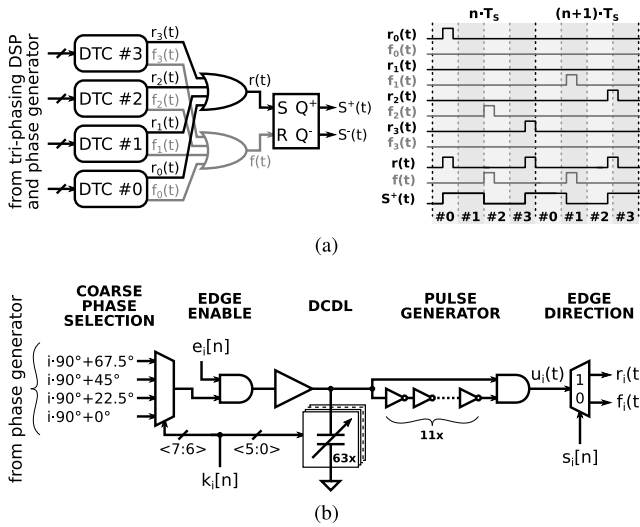 from tri-phasing DSP
and phase generator
DTC #3
DTC #2
DTC #1
DTC #0
r3(t)
f3(t)
r2(t)
f2(t)
r1(t)
f1(t)
r0(t)
f0(t)
r(t)
f(t)
S Q+
R Q-
S+(t)
S-(t)
n·TS
(n+1)·TS
r0(t)
f0(t)
r1(t)
f1(t)
r2(t)
f2(t)
r3(t)
f3(t)
r(t)
f(t)
S+(t)
#0 #1 #2 #3 #0 #1 #2 #3
(a)
from phase generator
COARSE
PHASE
SELECTION
EDGE
ENABLE
DCDL
PULSE
GENERATOR
EDGE
DIRECTION
i·90°+67.5°
i·90°+45°
i·90°+22.5°
i·90°+0°
ei[n]
<7:6>
<5:0>
ki[n]
63x
11x
ui(t)
1
0
ri(t
fi(t
si[n]
(b)